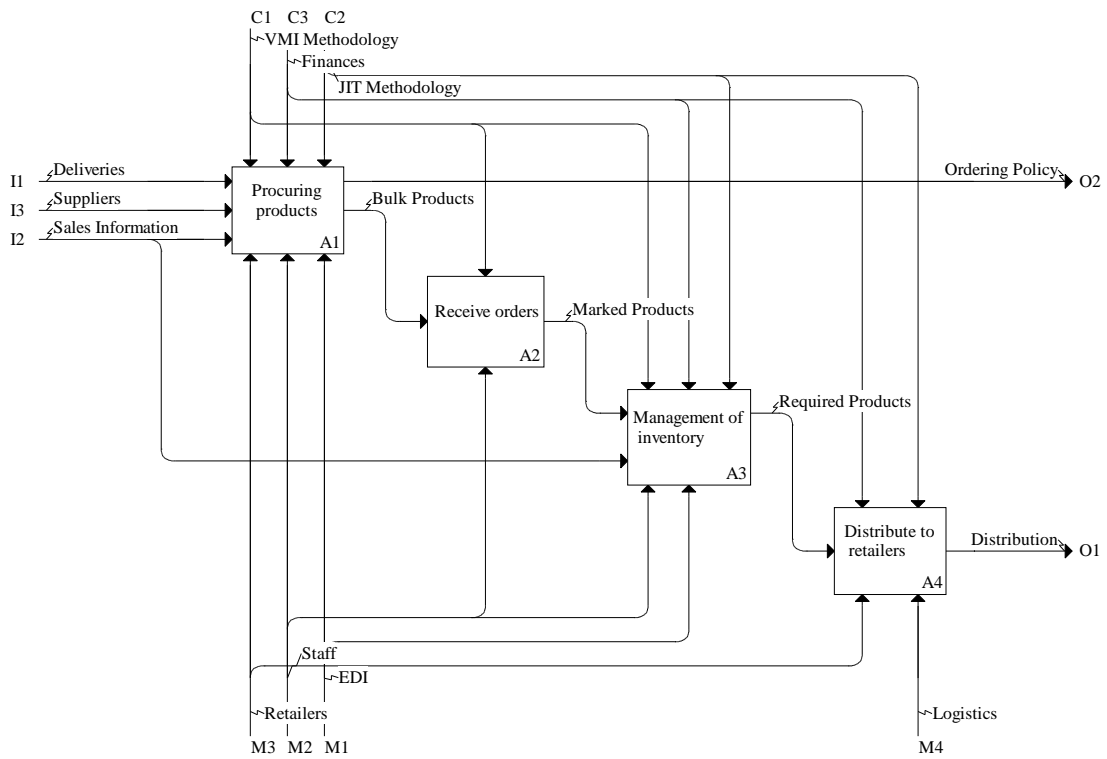 C1 C3 C2
VMI Methodology
Finances
JIT Methodology
I1 Deliveries
Ordering Policy O2
I3 Suppliers
I2 Sales Information
Procuring
products
A1
Bulk Products
Receive orders
A2
Marked Products
Management of
inventory
A3
Required Products
Distribute to
retailers
A4
Distribution O1
Staff
EDI
Retailers
Logistics
M3 M2 M1
M4